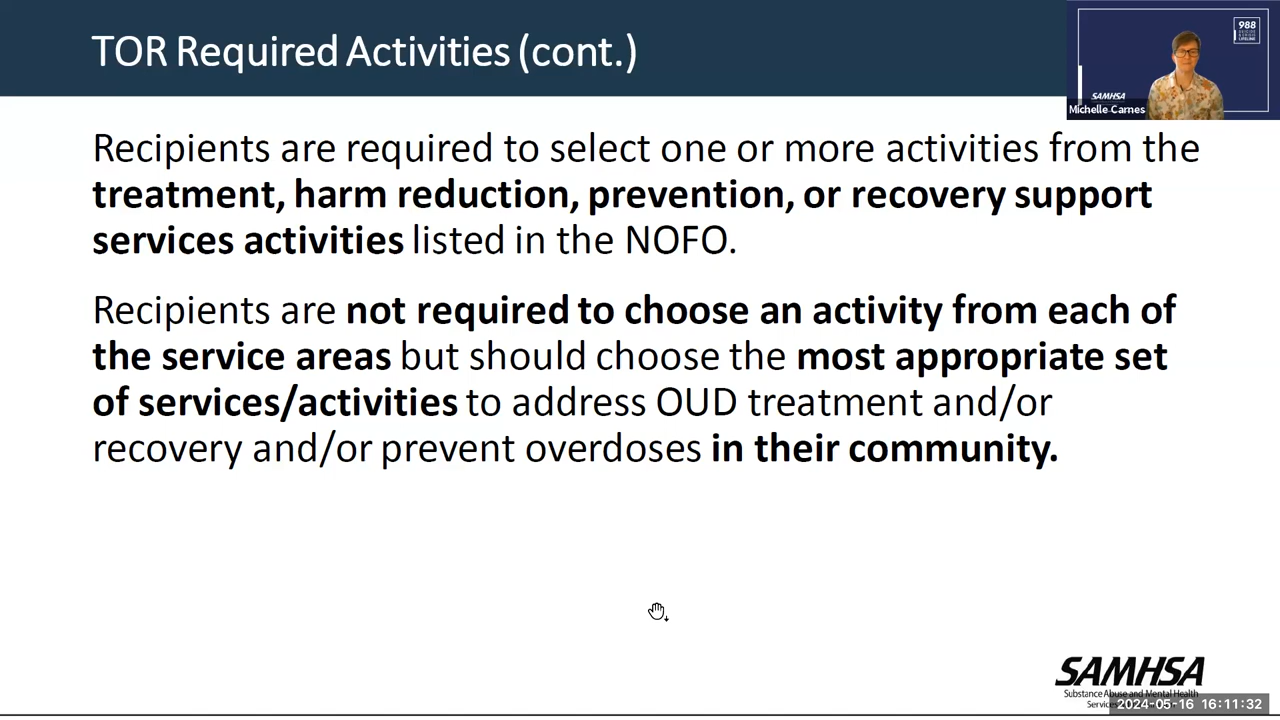 TOR Required Activities (cont.)
988
SUICIDE
& CRISIS
LIFELINE
SAMHSA
Michelle Carnes
Recipients are required to select one or more activities from the
treatment, harm reduction, prevention, or recovery support
services activities listed in the NOFO.
Recipients are not required to choose an activity from each of
the service areas but should choose the most appropriate set
of services/activities to address OUD treatment and/or
recovery and/or prevent overdoses in their community.
SAMHSA
Substance Abuse and Mental Health
Services
2024-05-16 16:11:32